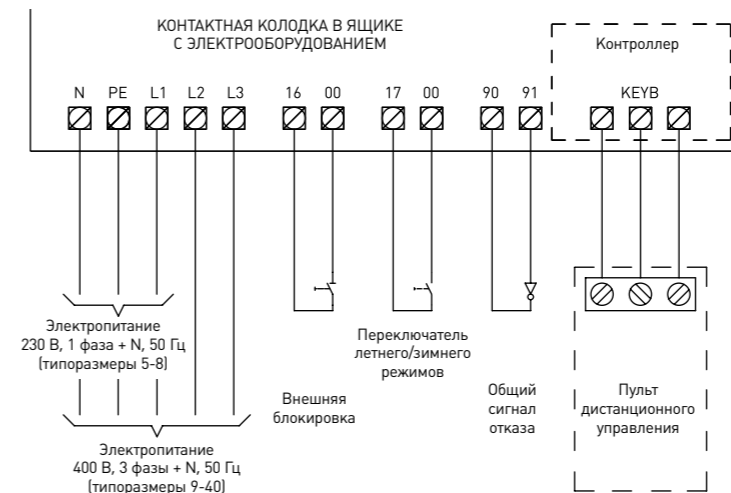 КОНТАКТНАЯ КОЛОДКА В ЯЩИКЕ
С ЭЛЕКТРООБОРУДОВАНИЕМ
Контроллер
N PE L1 L2 L3 16 00 17 00 90 91 KEYB
Электропитание
230 В, 1 фаза + N, 50 Гц
(типоразмеры 5-8)
Переключатель
летнего/зимнего
режимов
Внешняя
блокировка
Общий
сигнал
отказа
Пульт
дистанционного
управления
Электропитание
400 В, 3 фазы + N, 50 Гц
(типоразмеры 9-40)